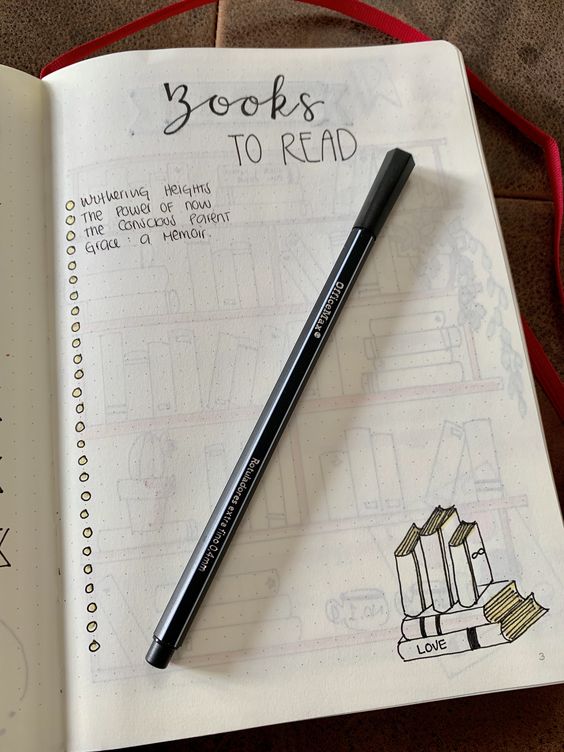 Books
TO READ
Wuthering Heights
The Power of now
The Conscious Parent
Grace: a Memoir.
OfficeMax®
Rotuladores extra fino 0.4mm
LOVE
3